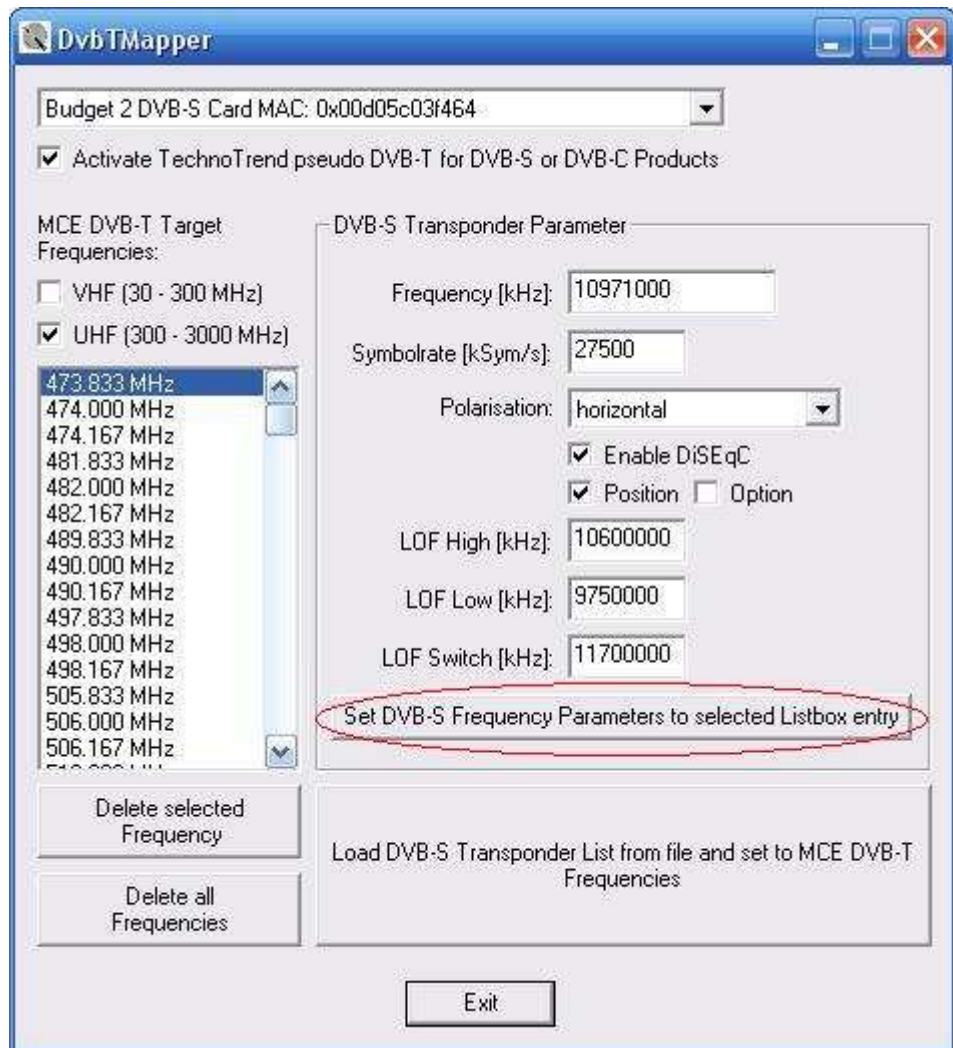 DvbTMapper
Budget 2 DVB-S Card MAC: 0x00d05c03f464
Activate TechnoTrend pseudo DVB-T for DVB-S or DVB-C Products
MCE DVB-T Target
Frequencies:
VHF (30 - 300 MHz)
UHF (300 - 3000 MHz)
473.833 MHz
474.000 MHz
474.167 MHz
481.833 MHz
482.000 MHz
482.167 MHz
489.833 MHz
490.000 MHz
490.167 MHz
497.833 MHz
498.000 MHz
498.167 MHz
505.833 MHz
506.000 MHz
506.167 MHz
Delete selected
Frequency
Delete all
Frequencies
DVB-S Transponder Parameter
Frequency [kHz]: 10971000
Symbolrate [kSym/s]: 27500
Polarisation: horizontal
Enable DiSEqC
Position Option
LOF High [kHz]: 10600000
LOF Low [kHz]: 9750000
LOF Switch [kHz]: 11700000
Set DVB-S Frequency Parameters to selected Listbox entry
Load DVB-S Transponder List from file and set to MCE DVB-T
Frequencies
Exit